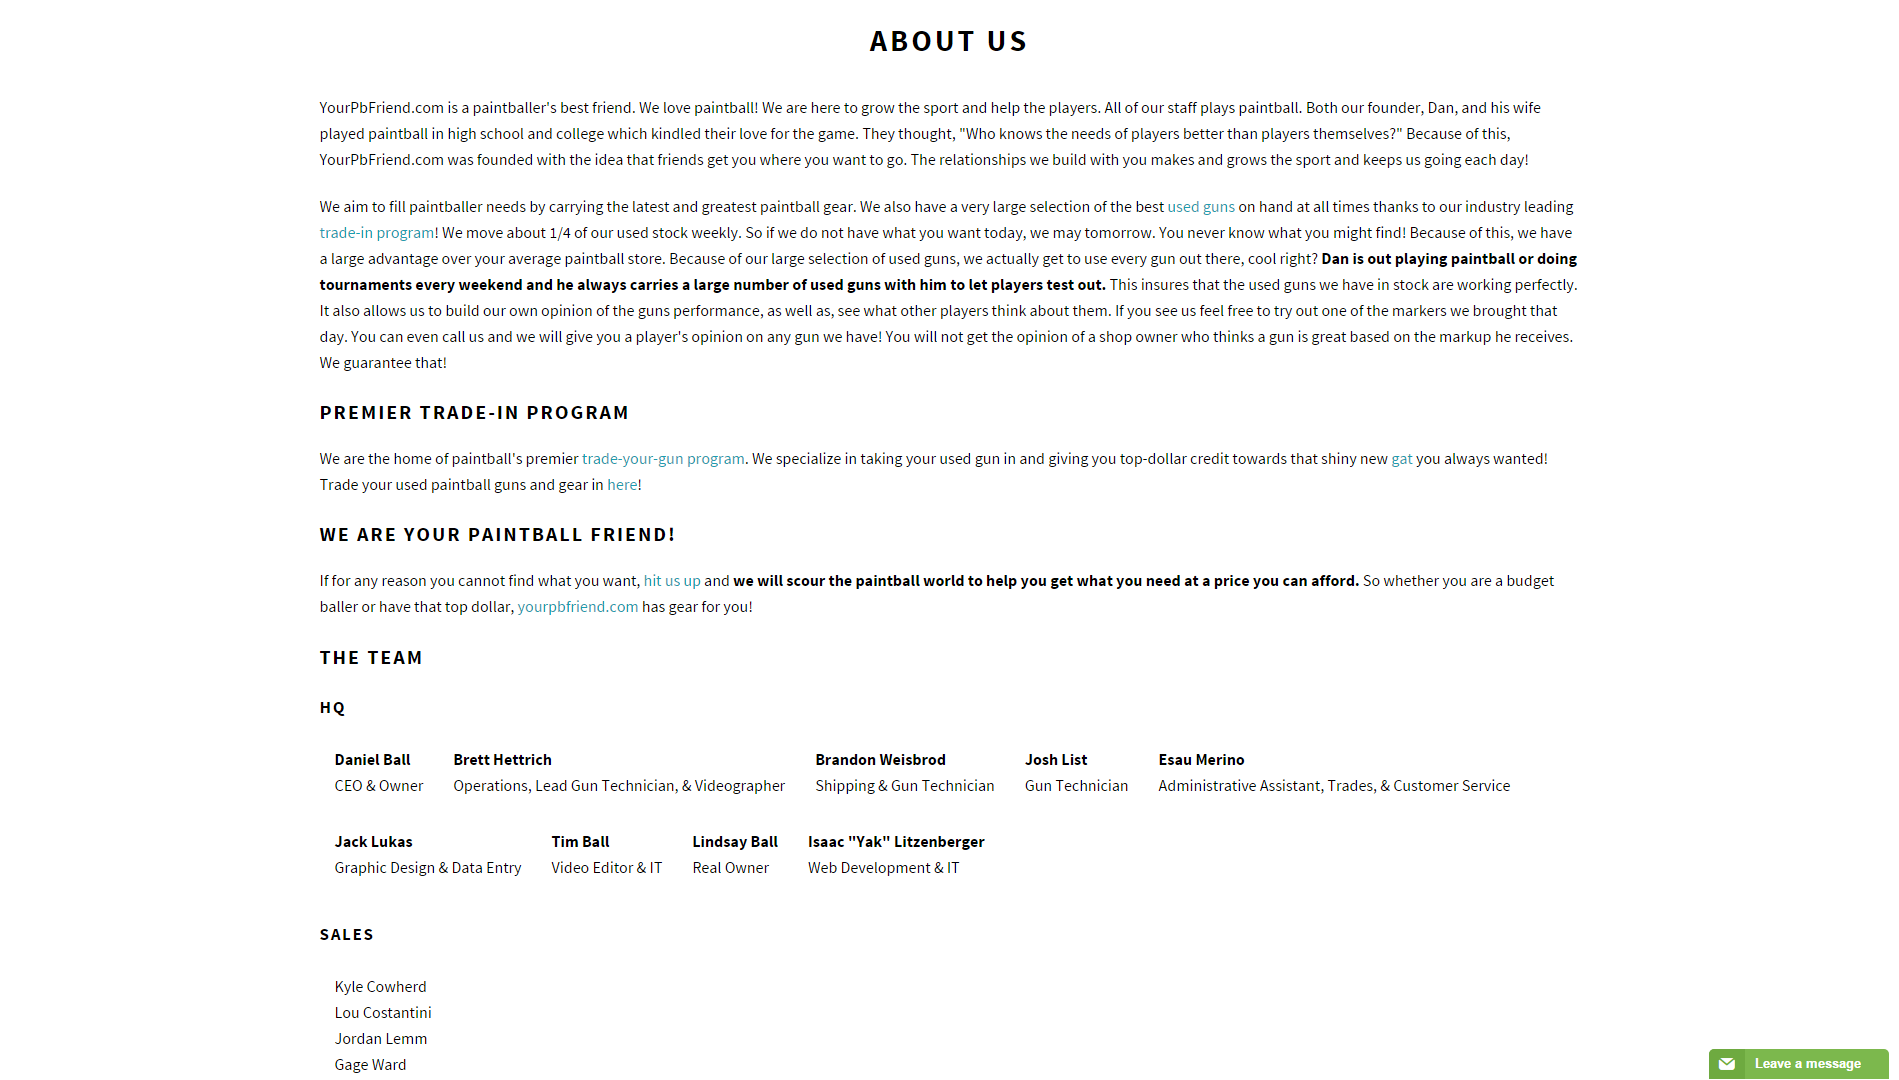 ABOUT US
YourPbFriend.com is a paintballer's best friend. We love paintball! We are here to grow the sport and help the players. All of our staff plays paintball. Both our founder, Dan, and his wife
played paintball in high school and college which kindled their love for the game. They thought, "Who knows the needs of players better than players themselves?" Because of this,
YourPbFriend.com was founded with the idea that friends get you where you want to go. The relationships we build with you makes and grows the sport and keeps us going each day!
We aim to fill paintballer needs by carrying the latest and greatest paintball gear. We also have a very large selection of the best used guns on hand at all times thanks to our industry leading
trade-in program! We move about 1/4 of our used stock weekly. So if we do not have what you want today, we may tomorrow. You never know what you might find! Because of this, we have
a large advantage over your average paintball store. Because of our large selection of used guns, we actually get to use every gun out there, cool right? Dan is out playing paintball or doing
tournaments every weekend and he always carries a large number of used guns with him to let players test out. This insures that the used guns we have in stock are working perfectly.
It also allows us to build our own opinion of the guns performance, as well as, see what other players think about them. If you see us feel free to try out one of the markers we brought that
day. You can even call us and we will give you a player's opinion on any gun we have! You will not get the opinion of a shop owner who thinks a gun is great based on the markup he receives.
We guarantee that!
PREMIER TRADE-IN PROGRAM
We are the home of paintball's premier trade-your-gun program. We specialize in taking your used gun in and giving you top-dollar credit towards that shiny new gat you always wanted!
Trade your used paintball guns and gear in here!
WE ARE YOUR PAINTBALL FRIEND!
If for any reason you cannot find what you want, hit us up and we will scour the paintball world to help you get what you need at a price you can afford. So whether you are a budget
baller or have that top dollar, yourpbfriend.com has gear for you!
THE TEAM
HQ
Daniel Ball Brett Hettrich Brandon Weisbrod Josh List Esau Merino
CEO & Owner Operations, Lead Gun Technician, & Videographer Shipping & Gun Technician Gun Technician Administrative Assistant, Trades, & Customer Service
Jack Lukas Tim Ball Lindsay Ball Isaac "Yak" Litzenberger
Graphic Design & Data Entry Video Editor & IT Real Owner Web Development & IT
SALES
Kyle Cowherd
Lou Costantini
Jordan Lemm
Gage Ward
Leave a message